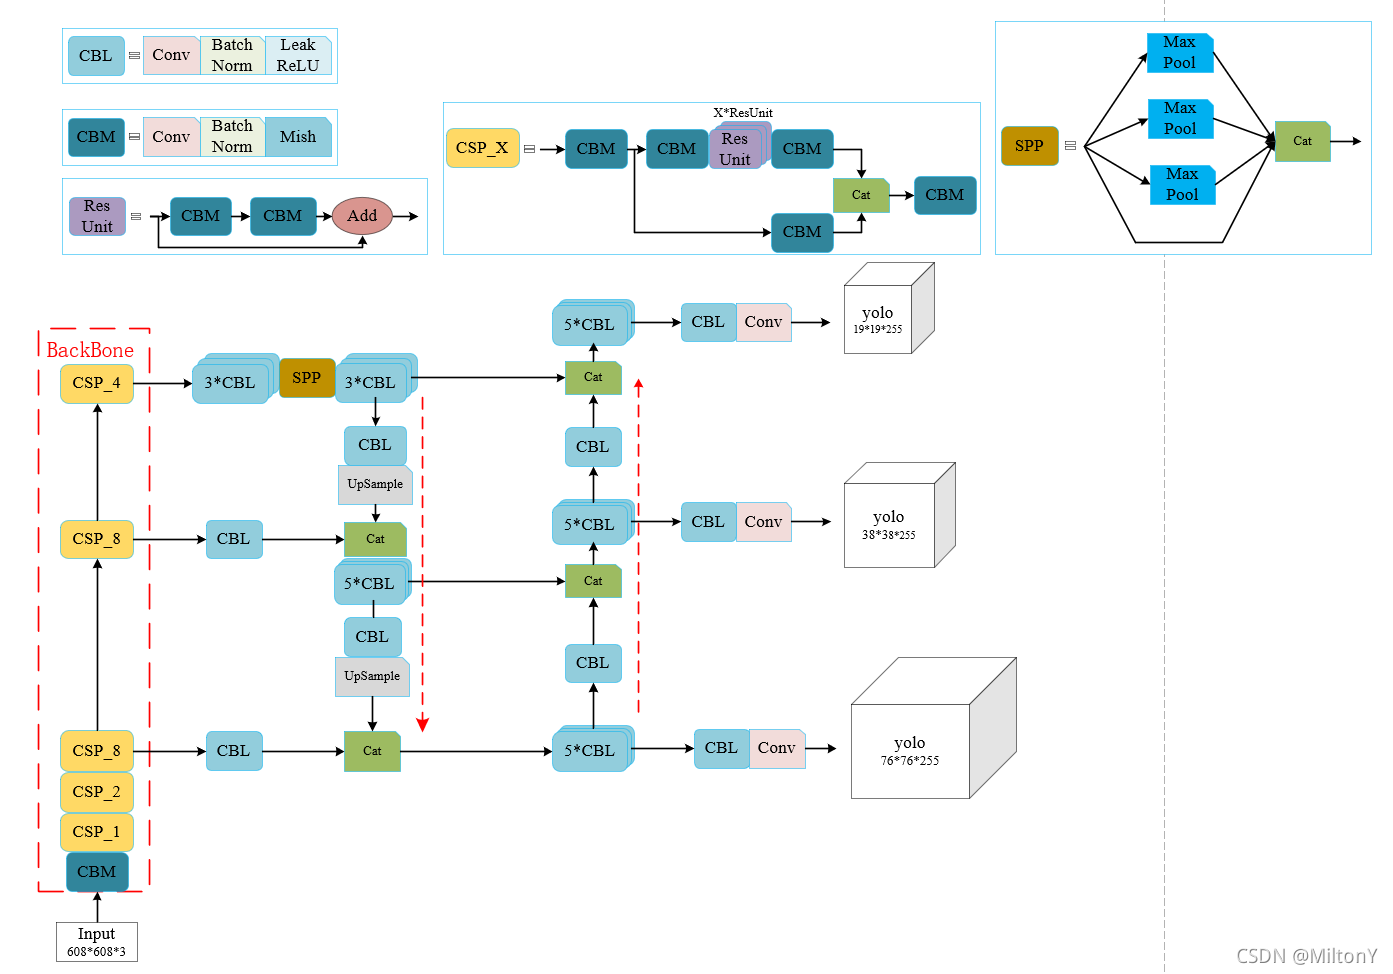 CBL
Conv
Batch
Norm
Leak
ReLU
CBM
Conv
Batch
Norm
Mish
Res
Unit
CBM
CBM
Add
X*ResUnit
CSP_X
CBM
CBM
Res
Unit
CBM
Cat
CBM
CBM
SPP
Max
Pool
Max
Pool
Max
Pool
Cat
BackBone
CSP_4
CSP_8
CSP_8
CSP_2
CSP_1
CBM
Input
608*608*3
3*CBL
SPP
3*CBL
CBL
UpSample
CBL
Cat
5*CBL
CBL
UpSample
CBL
Cat
5*CBL
Cat
CBL
5*CBL
Cat
CBL
5*CBL
CBL
Conv
yolo
19*19*255
CBL
Conv
yolo
38*38*255
CBL
Conv
yolo
76*76*255
CSDN @MiltonY